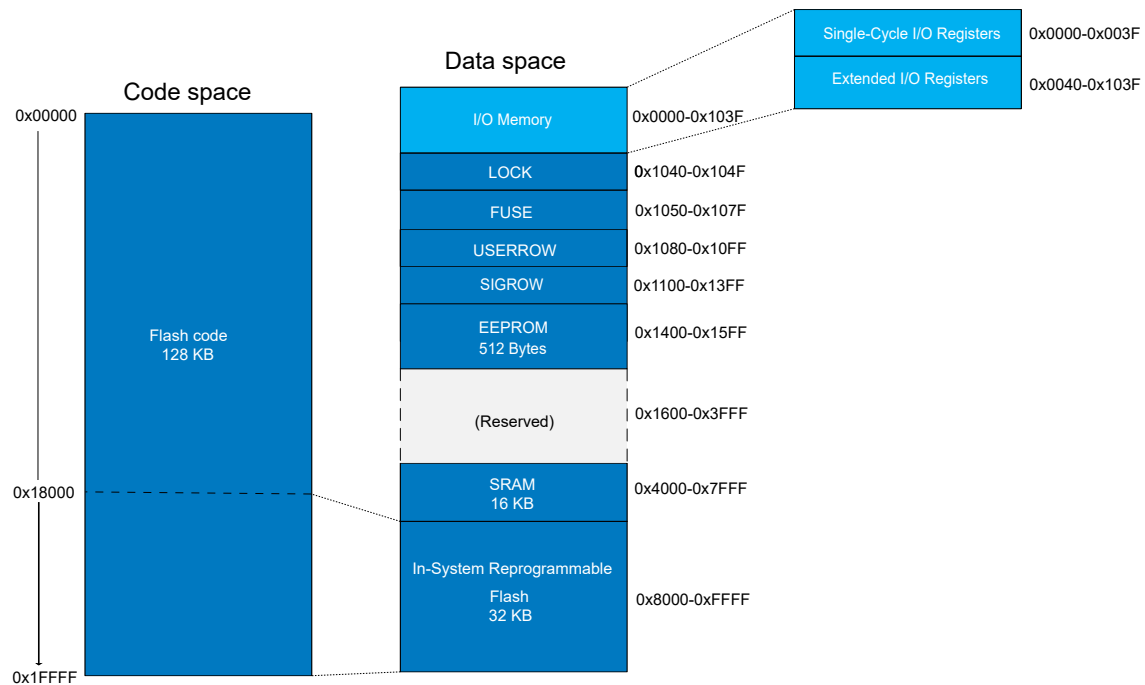 Code space
0x00000
Flash code
128 KB
0x18000
0x1FFFF
Data space
I/O Memory
0x0000-0x103F
LOCK
0x1040-0x104F
FUSE
0x1050-0x107F
USERROW
0x1080-0x10FF
SIGROW
0x1100-0x13FF
EEPROM
512 Bytes
0x1400-0x15FF
(Reserved)
0x1600-0x3FFF
SRAM
16 KB
0x4000-0x7FFF
In-System Reprogrammable
Flash
32 KB
0x8000-0xFFFF
Single-Cycle I/O Registers
0x0000-0x003F
Extended I/O Registers
0x0040-0x103F